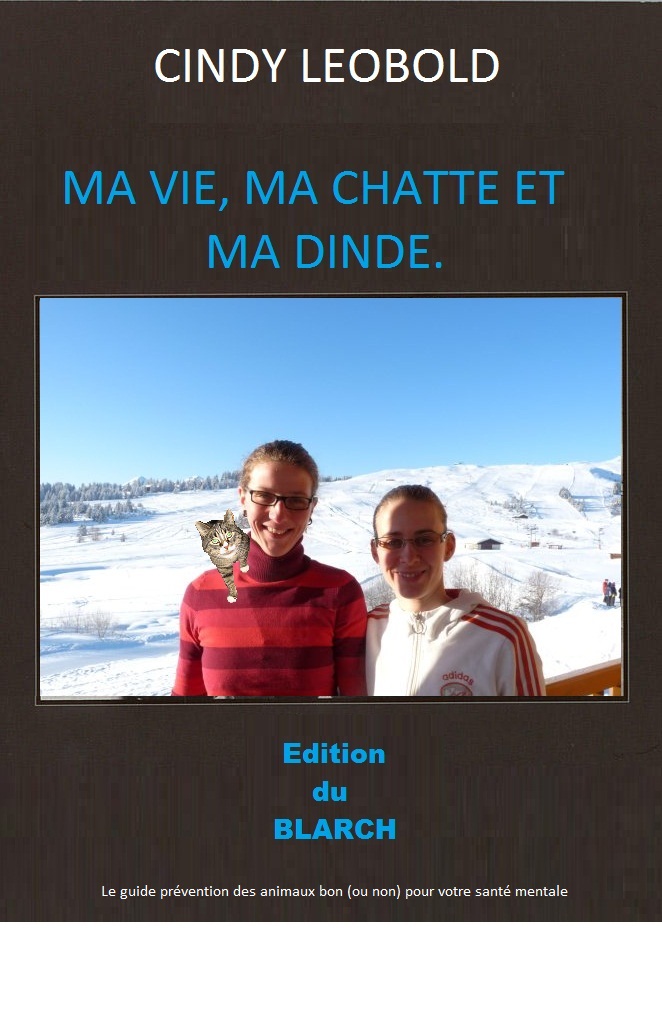 CINDY LEOBOLD
MA VIE, MA CHATTE ET
MA DINDE.
adidas
Edition
du
BLARCH
Le guide prévention des animaux bon (ou non) pour votre santé mentale